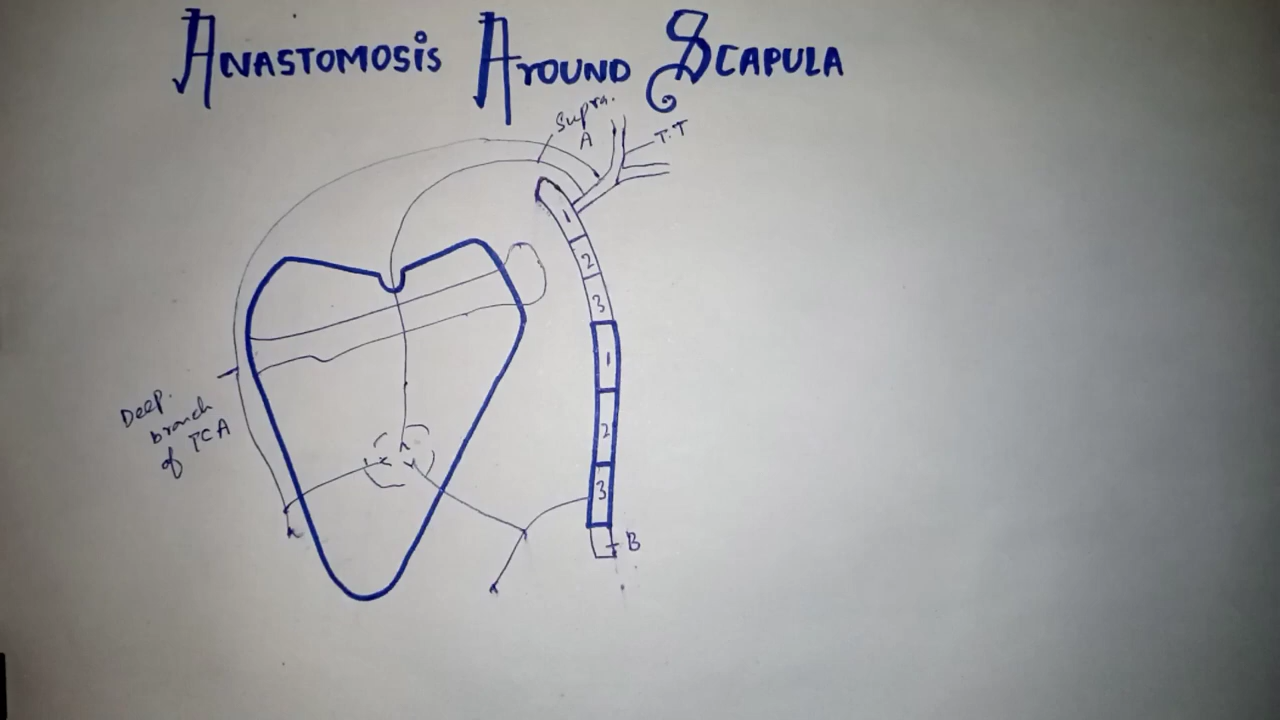 ANASTOMOSIS AROUND SCAPULA
Supra.
A
T.T
1
2
3
1
2
3
B
Deep.
branch
of TCA